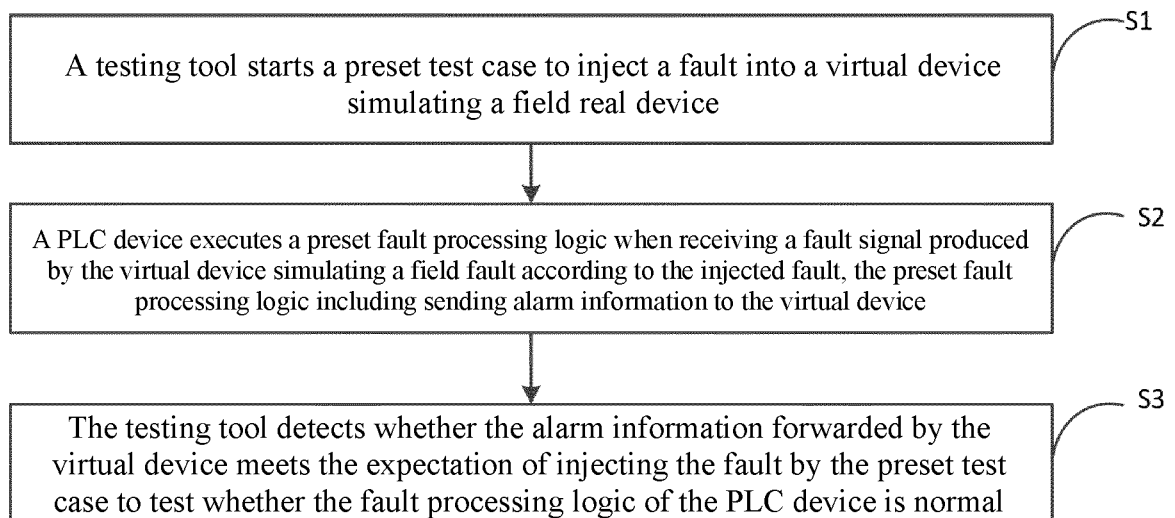 S1
A testing tool starts a preset test case to inject a fault into a virtual device
simulating a field real device
S2
A PLC device executes a preset fault processing logic when receiving a fault signal produced
by the virtual device simulating a field fault according to the injected fault, the preset fault
processing logic including sending alarm information to the virtual device
S3
The testing tool detects whether the alarm information forwarded by the
virtual device meets the expectation of injecting the fault by the preset test
case to test whether the fault processing logic of the PLC device is normal